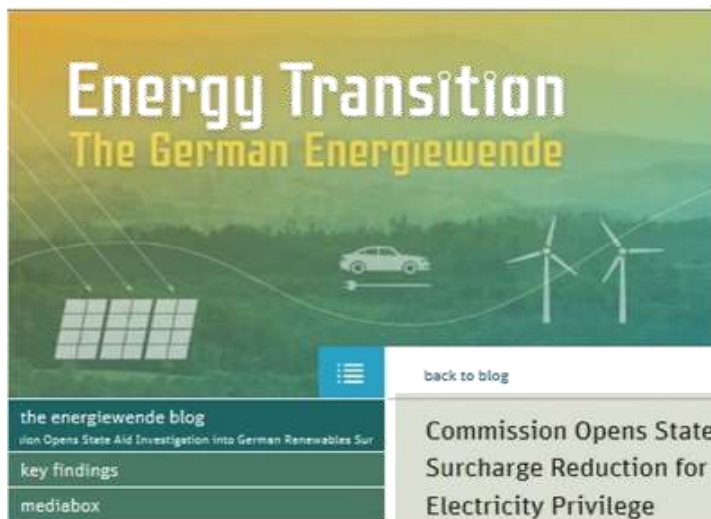 Energy Transition
The German Energiewende
back to blog
the energiewende blog
ion Opens State Aid Investigation into German Renewables Sur
key findings
mediabox
Commission Opens State
Surcharge Reduction for
Electricity Privilege